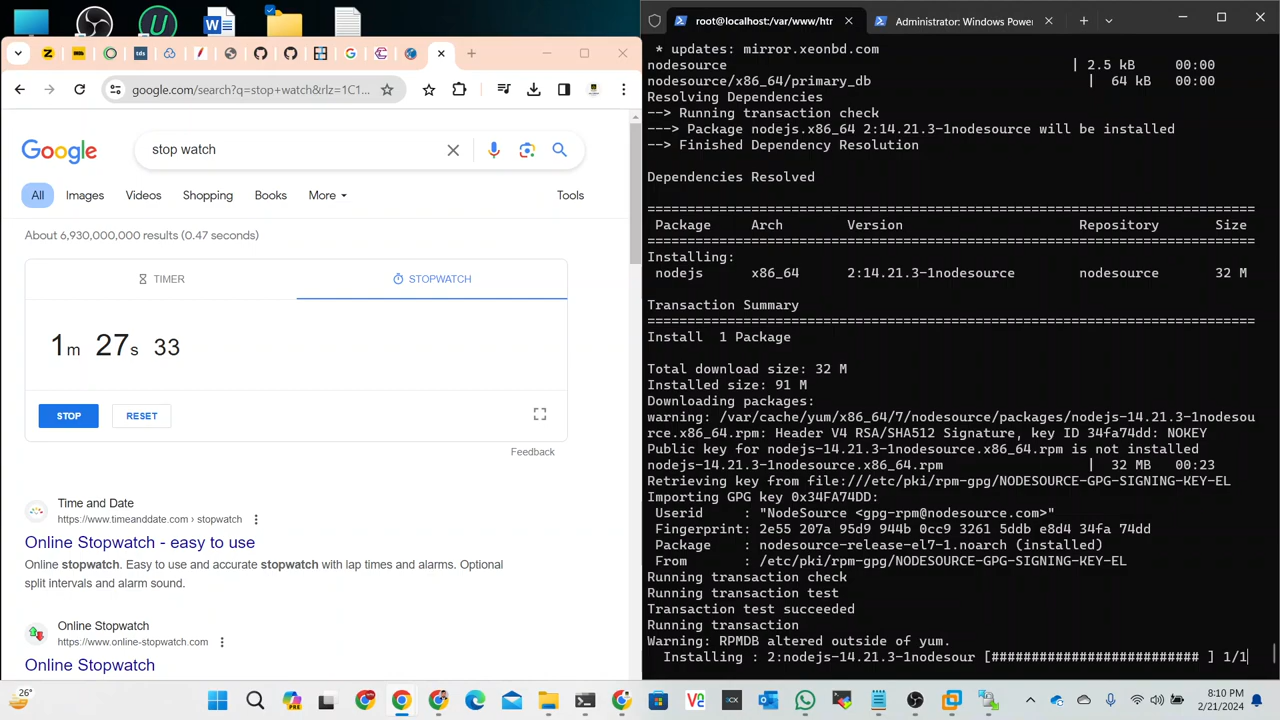 google.com/search?q=stop+watch&rlz=1C1...
Google
stop watch
All
Images
Videos
Shopping
Books
More
Tools
About 6,930,000,000 results (0.47 seconds)
TIMER
STOPWATCH
1m 27s 33
STOP
RESET
Feedback
Time and Date
https://www.timeanddate.com › stopwatch
Online Stopwatch - easy to use
Online stopwatch. Easy to use and accurate stopwatch with lap times and alarms. Optional
split intervals and alarm sound.
Online Stopwatch
https://www.online-stopwatch.com
Online Stopwatch
root@localhost:/var/www/htr
Administrator: Windows Power
* updates: mirror.xeonbd.com
nodesource | 2.5 kB 00:00
nodesource/x86_64/primary_db | 64 kB 00:00
Resolving Dependencies
--> Running transaction check
---> Package nodejs.x86_64 2:14.21.3-1nodesource will be installed
--> Finished Dependency Resolution
Dependencies Resolved
================================================================================
Package Arch Version Repository Size
================================================================================
Installing:
nodejs x86_64 2:14.21.3-1nodesource nodesource 32 M
Transaction Summary
================================================================================
Install 1 Package
Total download size: 32 M
Installed size: 91 M
Downloading packages:
warning: /var/cache/yum/x86_64/7/nodesource/packages/nodejs-14.21.3-1nodesou
rce.x86_64.rpm: Header V4 RSA/SHA512 Signature, key ID 34fa74dd: NOKEY
Public key for nodejs-14.21.3-1nodesource.x86_64.rpm is not installed
nodejs-14.21.3-1nodesource.x86_64.rpm | 32 MB 00:23
Retrieving key from file:///etc/pki/rpm-gpg/NODESOURCE-GPG-SIGNING-KEY-EL
Importing GPG key 0x34FA74DD:
Userid : "NodeSource <gpg-rpm@nodesource.com>"
Fingerprint: 2e55 207a 95d9 944b 0cc9 3261 5ddb e8d4 34fa 74dd
Package : nodesource-release-el7-1.noarch (installed)
From : /etc/pki/rpm-gpg/NODESOURCE-GPG-SIGNING-KEY-EL
Running transaction check
Running transaction test
Transaction test succeeded
Running transaction
Warning: RPMDB altered outside of yum.
Installing : 2:nodejs-14.21.3-1nodesour [########################## ] 1/1
26°
8:10 PM
2/21/2024